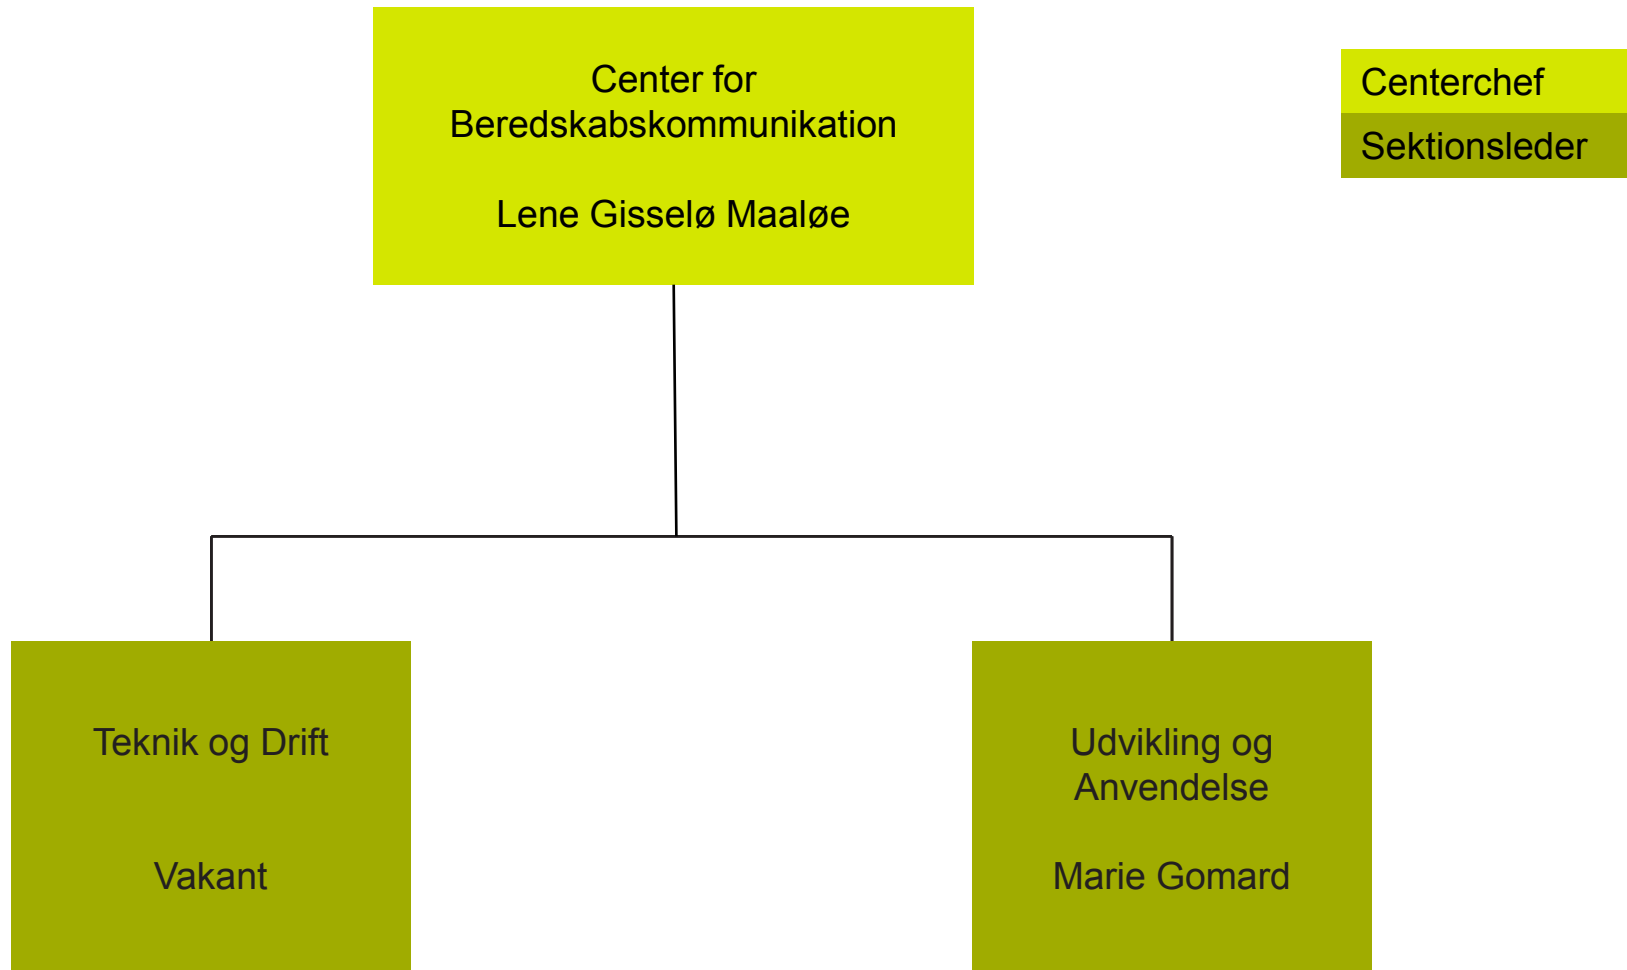 Center for
Beredskabskommunikation
Lene Gisselø Maaløe
Centerchef
Sektionsleder
Teknik og Drift
Vakant
Udvikling og
Anvendelse
Marie Gomard